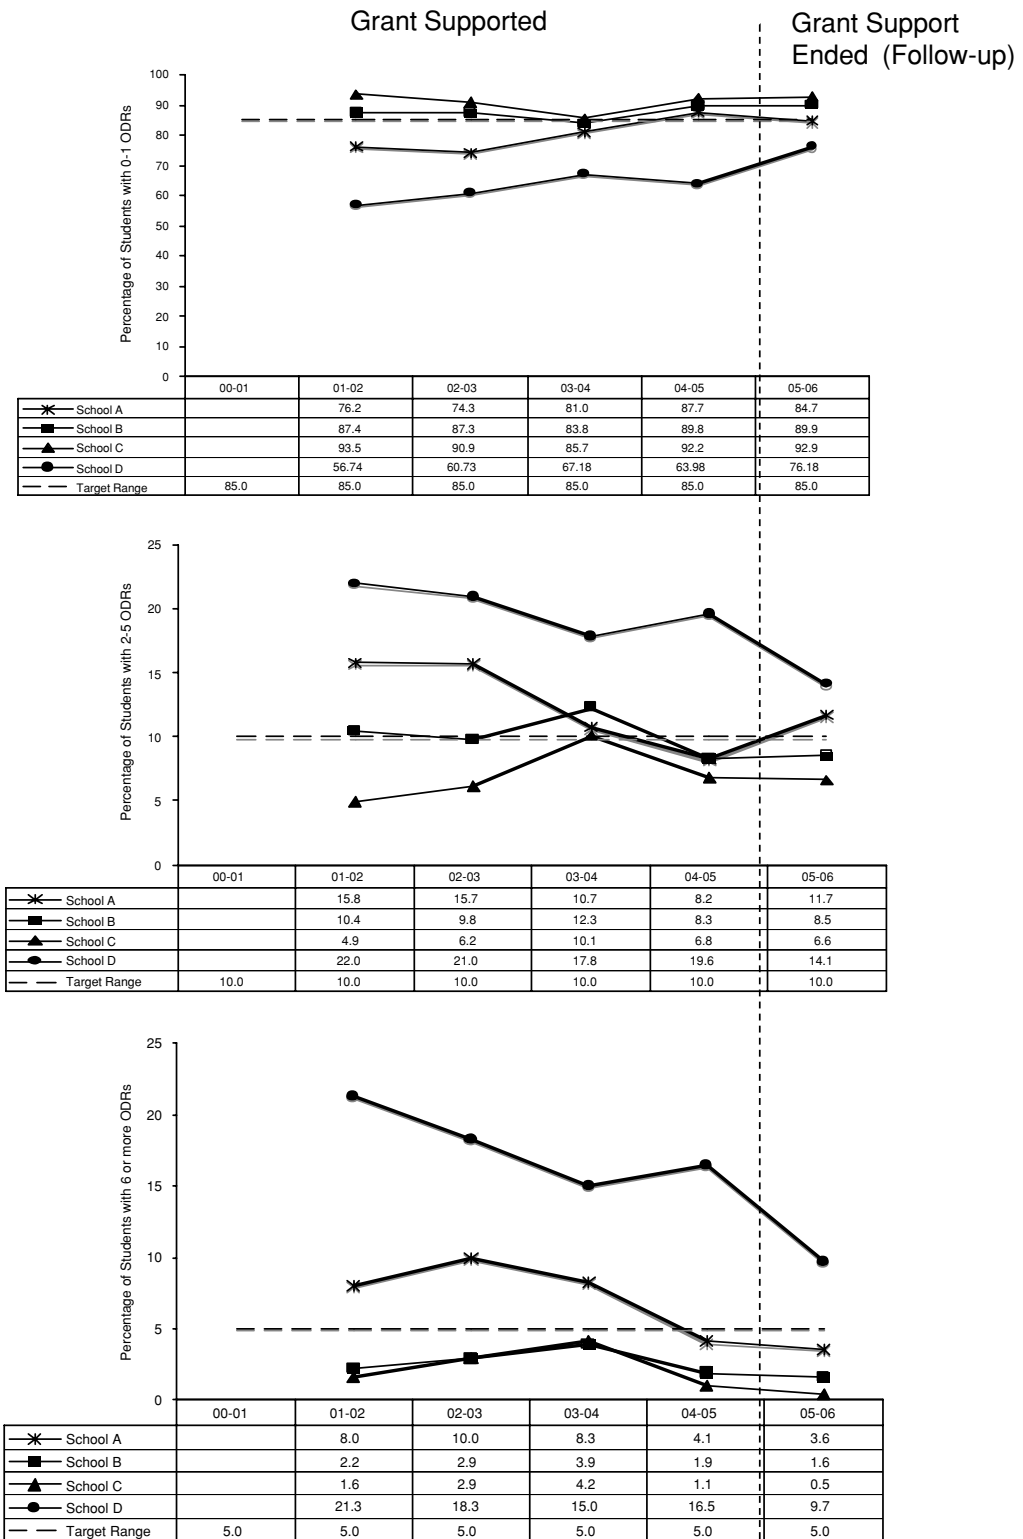 Grant Supported
Grant Support
Ended (Follow-up)
Percentage of Students with 0-1 ODRs
100
90
80
70
60
50
40
30
20
10
0
00-01 01-02 02-03 03-04 04-05 05-06
School A 76.2 74.3 81.0 87.7 84.7
School B 87.4 87.3 83.8 89.8 89.9
School C 93.5 90.9 85.7 92.2 92.9
School D 56.74 60.73 67.18 63.98 76.18
Target Range 85.0 85.0 85.0 85.0 85.0 85.0
Percentage of Students with 2-5 ODRs
25
20
15
10
5
0
00-01 01-02 02-03 03-04 04-05 05-06
School A 15.8 15.7 10.7 8.2 11.7
School B 10.4 9.8 12.3 8.3 8.5
School C 4.9 6.2 10.1 6.8 6.6
School D 22.0 21.0 17.8 19.6 14.1
Target Range 10.0 10.0 10.0 10.0 10.0 10.0
Percentage of Students with 6 or more ODRs
25
20
15
10
5
0
00-01 01-02 02-03 03-04 04-05 05-06
School A 8.0 10.0 8.3 4.1 3.6
School B 2.2 2.9 3.9 1.9 1.6
School C 1.6 2.9 4.2 1.1 0.5
School D 21.3 18.3 15.0 16.5 9.7
Target Range 5.0 5.0 5.0 5.0 5.0 5.0